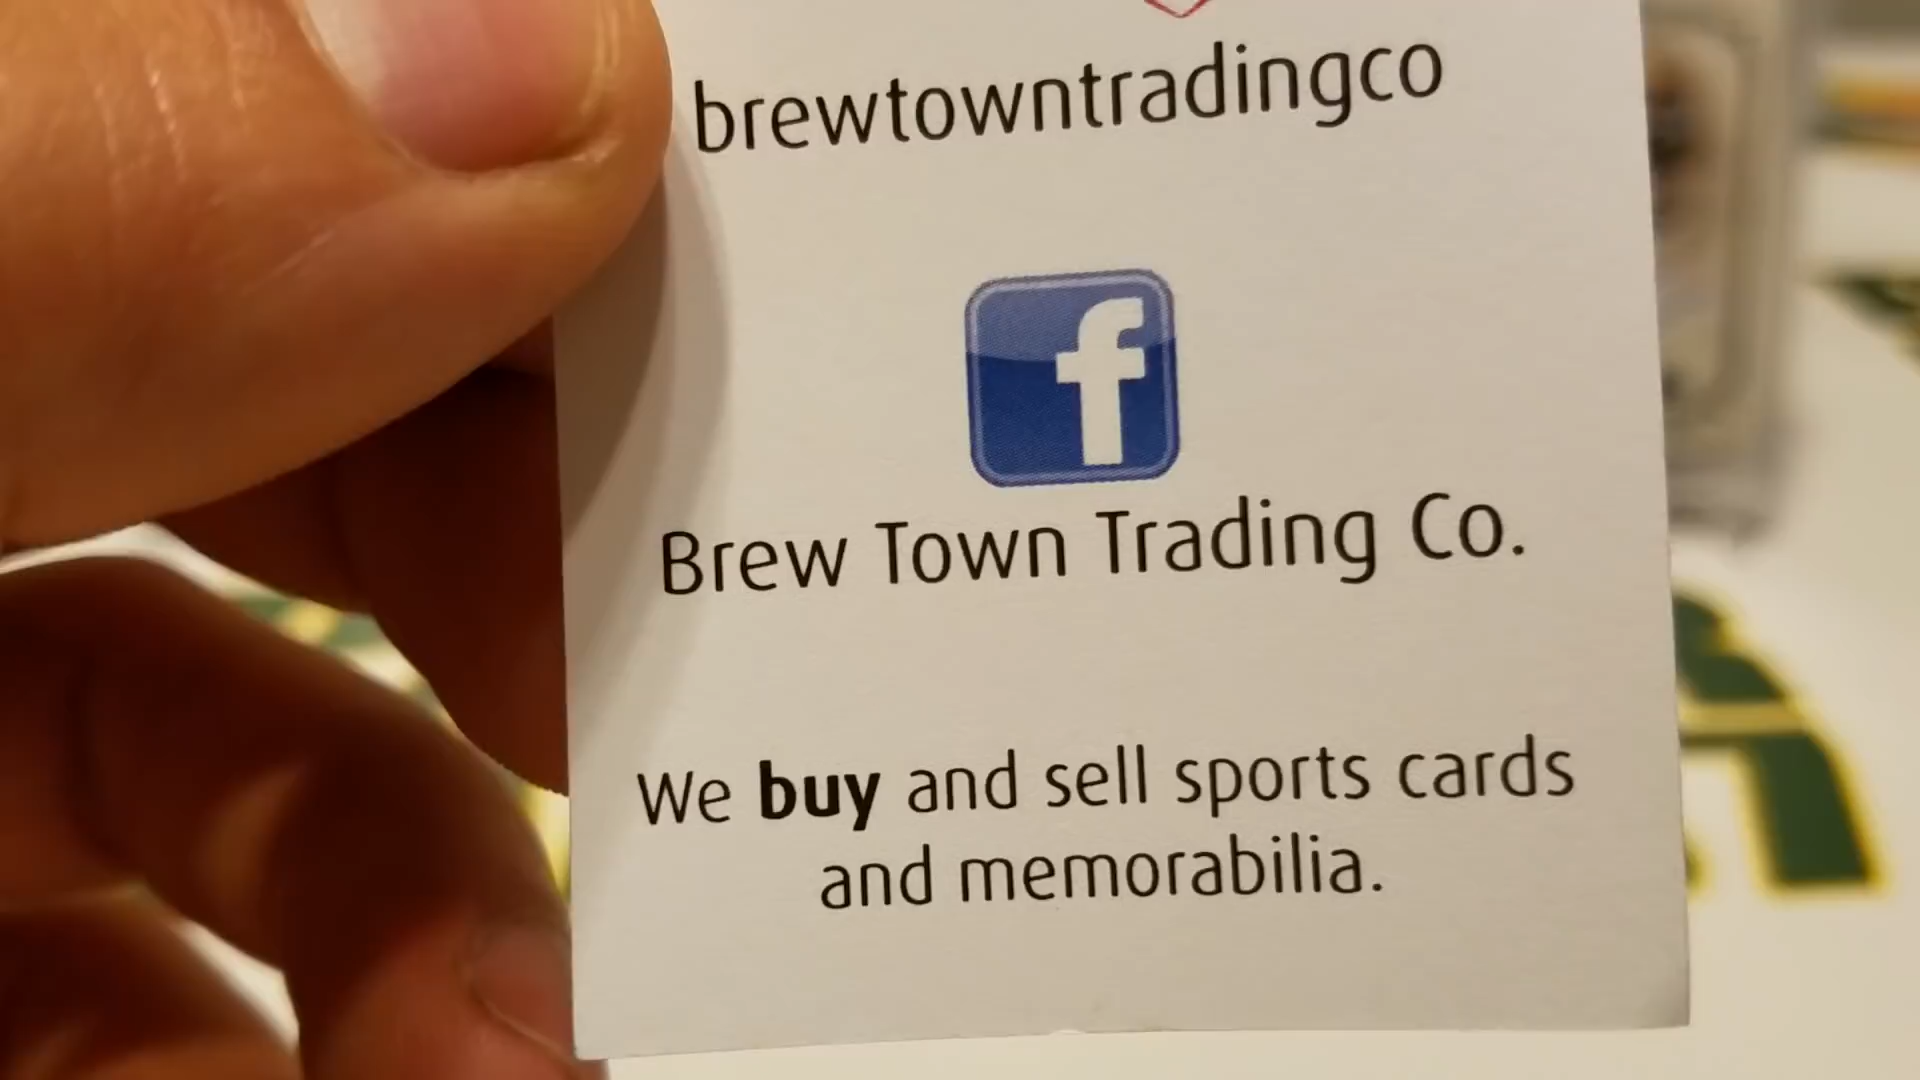 brewtowntradingco
f
Brew Town Trading Co.
We buy and sell sports cards
and memorabilia.